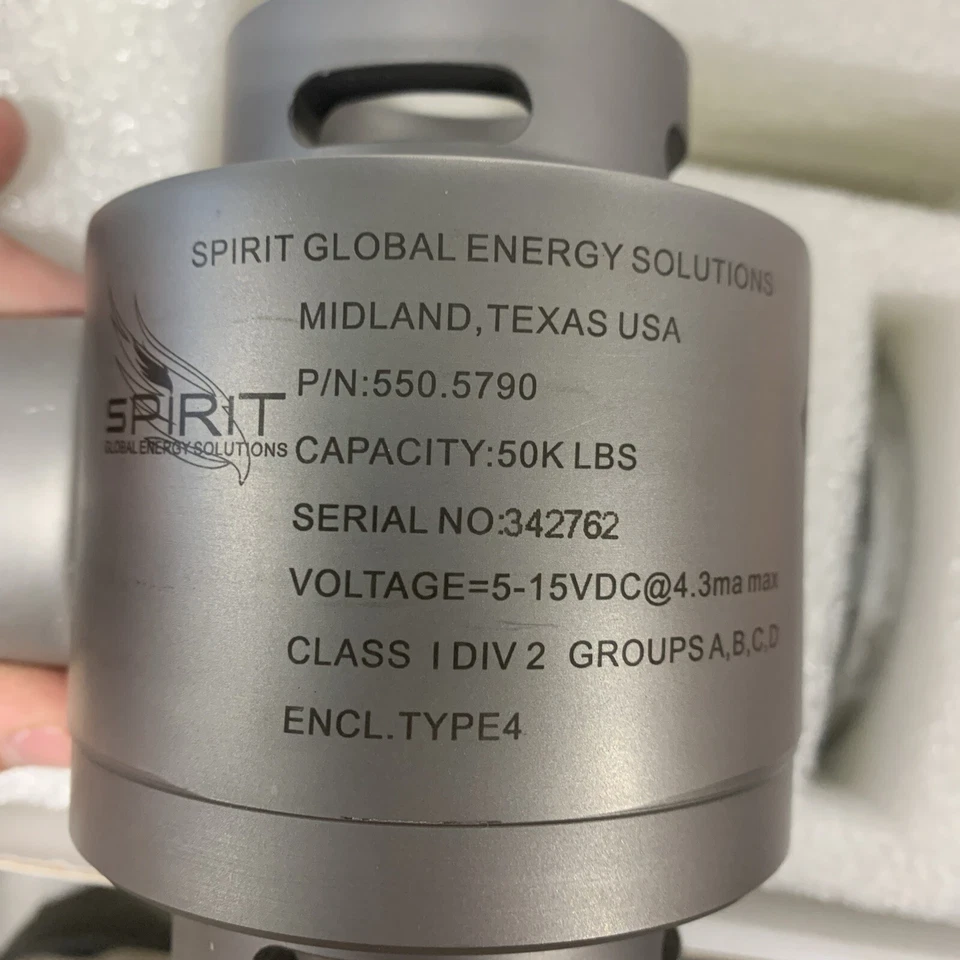 SPIRIT GLOBAL ENERGY SOLUTIONS
MIDLAND,TEXAS USA
P/N:550.5790
SPIRIT
GLOBAL ENERGY SOLUTIONS
CAPACITY:50K LBS
SERIAL NO:342762
VOLTAGE=5-15VDC@4.3ma max
CLASS I DIV 2 GROUPS A,B,C,D
ENCL.TYPE4